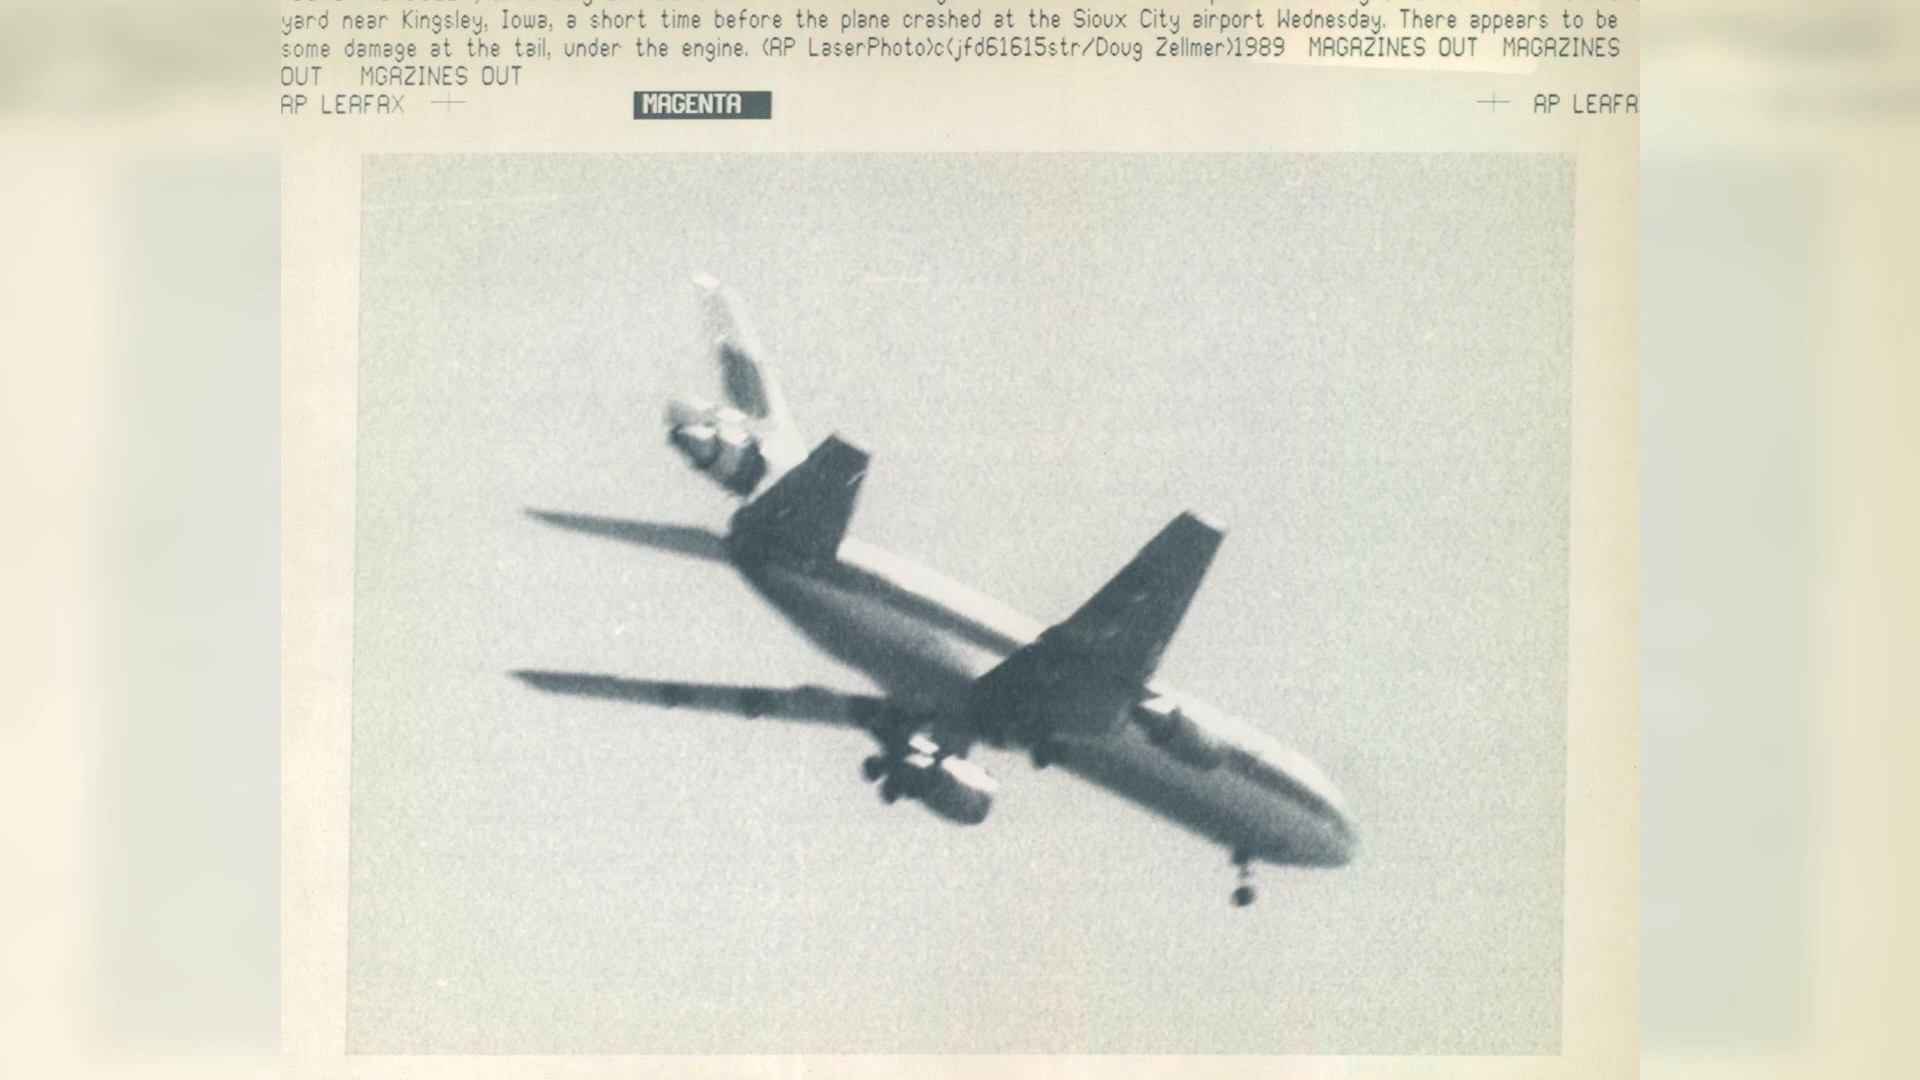 yard near Kingsley, Iowa, a short time before the plane crashed at the Sioux City airport Wednesday. There appears to be
some damage at the tail, under the engine. (AP LaserPhoto)c(jfd61615str/Doug Zellmer)1989 MAGAZINES OUT MAGAZINES
OUT MGAZINES OUT
AP LEAFAX MAGENTA AP LEAFA